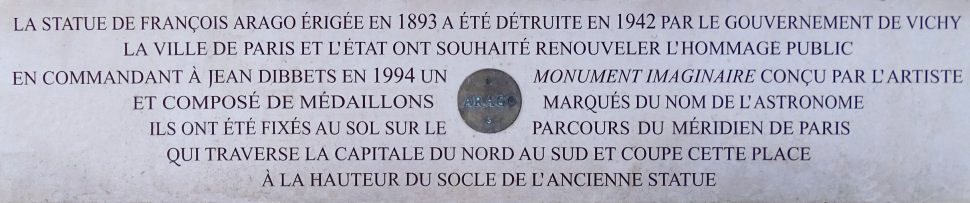 LA STATUE DE FRANÇOIS ARAGO ÉRIGÉE EN 1893 A ÉTÉ DÉTRUITE EN 1942 PAR LE GOUVERNEMENT DE VICHY
LA VILLE DE PARIS ET L'ÉTAT ONT SOUHAITÉ RENOUVELER L'HOMMAGE PUBLIC
EN COMMANDANT À JEAN DIBBETS EN 1994 UN MONUMENT IMAGINAIRE CONÇU PAR L'ARTISTE
ET COMPOSÉ DE MÉDAILLONS ARAGO MARQUÉS DU NOM DE L'ASTRONOME
ILS ONT ÉTÉ FIXÉS AU SOL SUR LE PARCOURS DU MÉRIDIEN DE PARIS
QUI TRAVERSE LA CAPITALE DU NORD AU SUD ET COUPE CETTE PLACE
À LA HAUTEUR DU SOCLE DE L'ANCIENNE STATUE